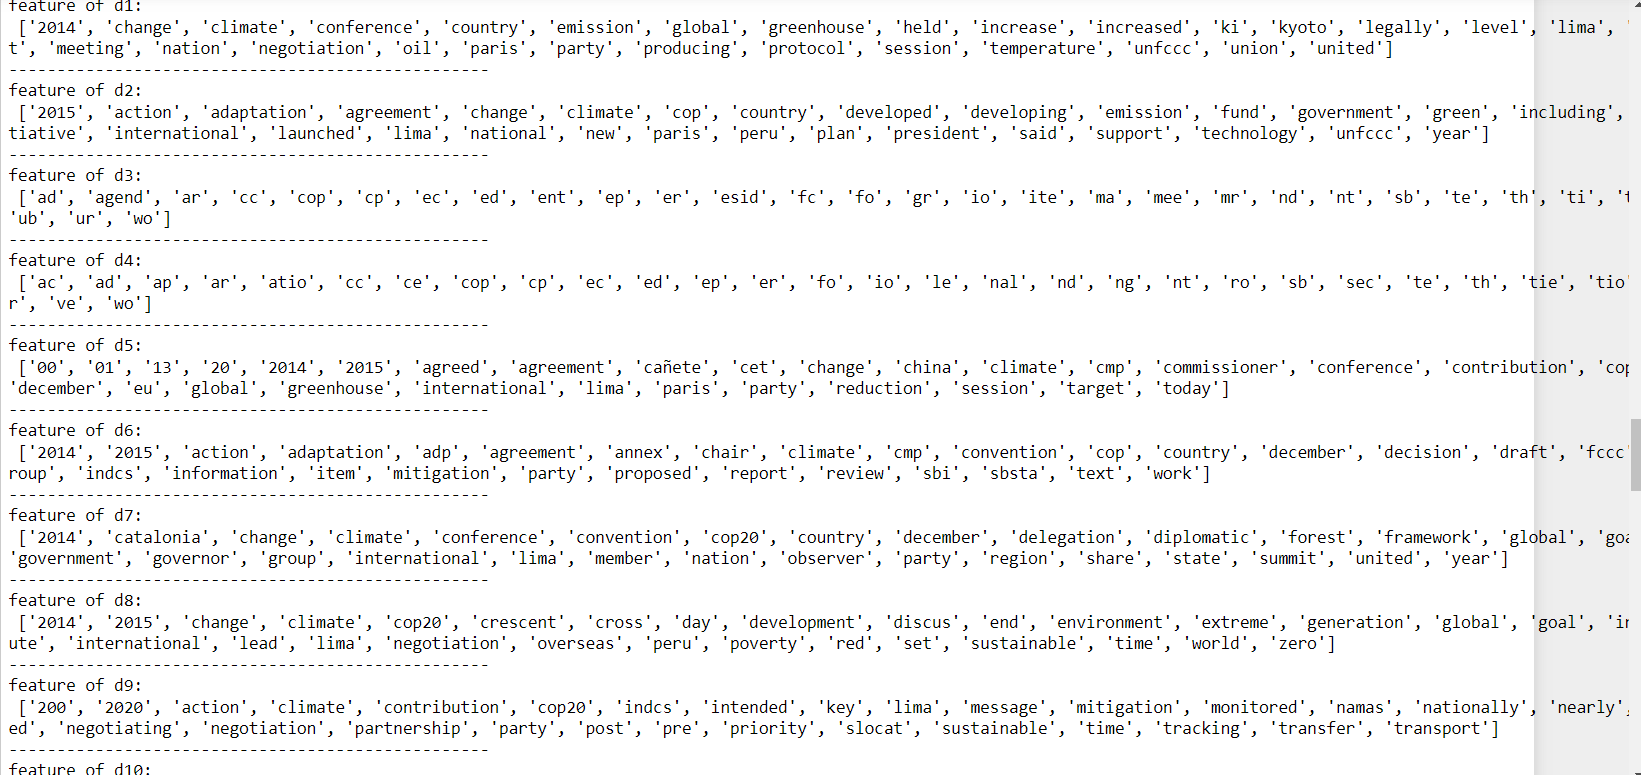 feature of d1:
['2014', 'change', 'climate', 'conference', 'country', 'emission', 'global', 'greenhouse', 'held', 'increase', 'increased', 'ki', 'kyoto', 'legally', 'level', 'lima',
t', 'meeting', 'nation', 'negotiation', 'oil', 'paris', 'party', 'producing', 'protocol', 'session', 'temperature', 'unfccc', 'union', 'united']
-------------------------------------------------
feature of d2:
['2015', 'action', 'adaptation', 'agreement', 'change', 'climate', 'cop', 'country', 'developed', 'developing', 'emission', 'fund', 'government', 'green', 'including',
tiative', 'international', 'launched', 'lima', 'national', 'new', 'paris', 'peru', 'plan', 'president', 'said', 'support', 'technology', 'unfccc', 'year']
-------------------------------------------------
feature of d3:
['ad', 'agend', 'ar', 'cc', 'cop', 'cp', 'ec', 'ed', 'ent', 'ep', 'er', 'esid', 'fc', 'fo', 'gr', 'io', 'ite', 'ma', 'mee', 'mr', 'nd', 'nt', 'sb', 'te', 'th', 'ti',
'ub', 'ur', 'wo']
-------------------------------------------------
feature of d4:
['ac', 'ad', 'ap', 'ar', 'atio', 'cc', 'ce', 'cop', 'cp', 'ec', 'ed', 'ep', 'er', 'fo', 'io', 'le', 'nal', 'nd', 'ng', 'nt', 'ro', 'sb', 'sec', 'te', 'th', 'tie', 'tio'
r', 've', 'wo']
-------------------------------------------------
feature of d5:
['00', '01', '13', '20', '2014', '2015', 'agreed', 'agreement', 'cañete', 'cet', 'change', 'china', 'climate', 'cmp', 'commissioner', 'conference', 'contribution', 'cop
'december', 'eu', 'global', 'greenhouse', 'international', 'lima', 'paris', 'party', 'reduction', 'session', 'target', 'today']
-------------------------------------------------
feature of d6:
['2014', '2015', 'action', 'adaptation', 'adp', 'agreement', 'annex', 'chair', 'climate', 'cmp', 'convention', 'cop', 'country', 'december', 'decision', 'draft', 'fccc'
roup', 'indcs', 'information', 'item', 'mitigation', 'party', 'proposed', 'report', 'review', 'sbi', 'sbsta', 'text', 'work']
-------------------------------------------------
feature of d7:
['2014', 'catalonia', 'change', 'climate', 'conference', 'convention', 'cop20', 'country', 'december', 'delegation', 'diplomatic', 'forest', 'framework', 'global', 'goa
'government', 'governor', 'group', 'international', 'lima', 'member', 'nation', 'observer', 'party', 'region', 'share', 'state', 'summit', 'united', 'year']
-------------------------------------------------
feature of d8:
['2014', '2015', 'change', 'climate', 'cop20', 'crescent', 'cross', 'day', 'development', 'discus', 'end', 'environment', 'extreme', 'generation', 'global', 'goal', 'in
ute', 'international', 'lead', 'lima', 'negotiation', 'overseas', 'peru', 'poverty', 'red', 'set', 'sustainable', 'time', 'world', 'zero']
-------------------------------------------------
feature of d9:
['200', '2020', 'action', 'climate', 'contribution', 'cop20', 'indcs', 'intended', 'key', 'lima', 'message', 'mitigation', 'monitored', 'namas', 'nationally', 'nearly',
ed', 'negotiating', 'negotiation', 'partnership', 'party', 'post', 'pre', 'priority', 'slocat', 'sustainable', 'time', 'tracking', 'transfer', 'transport']
-------------------------------------------------
feature of d10: